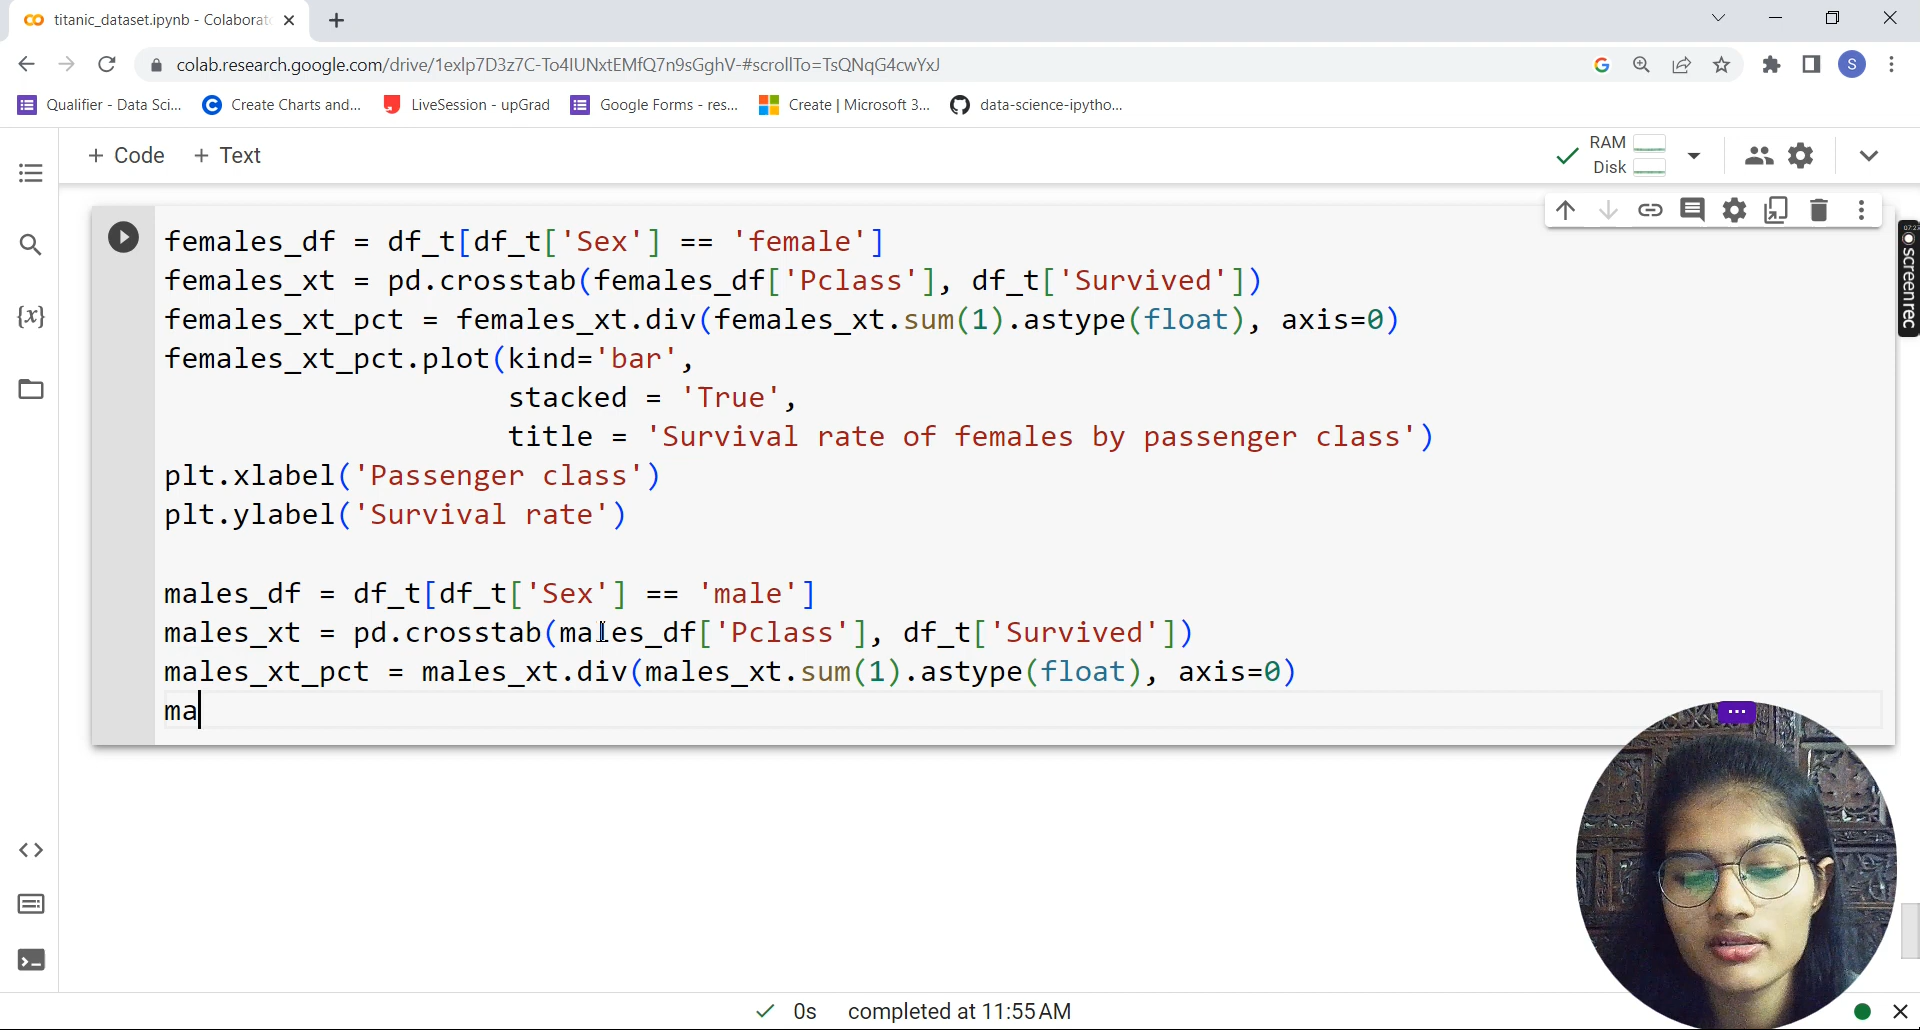 titanic_dataset.ipynb - Colaborat
colab.research.google.com/drive/1exlp7D3z7C-To4IUNxtEMfQ7n9sGghV-#scrollTo=TsQNqG4cwYxJ
S
Qualifier - Data Sci...
Create Charts and...
LiveSession - upGrad
Google Forms - res...
Create | Microsoft 3...
data-science-ipytho...
+ Code + Text
RAM
Disk
females_df = df_t[df_t['Sex'] == 'female']
females_xt = pd.crosstab(females_df['Pclass'], df_t['Survived'])
females_xt_pct = females_xt.div(females_xt.sum(1).astype(float), axis=0)
females_xt_pct.plot(kind='bar',
stacked = 'True',
title = 'Survival rate of females by passenger class')
plt.xlabel('Passenger class')
plt.ylabel('Survival rate')
males_df = df_t[df_t['Sex'] == 'male']
males_xt = pd.crosstab(males_df['Pclass'], df_t['Survived'])
males_xt_pct = males_xt.div(males_xt.sum(1).astype(float), axis=0)
ma
screenrec
0s completed at 11:55 AM